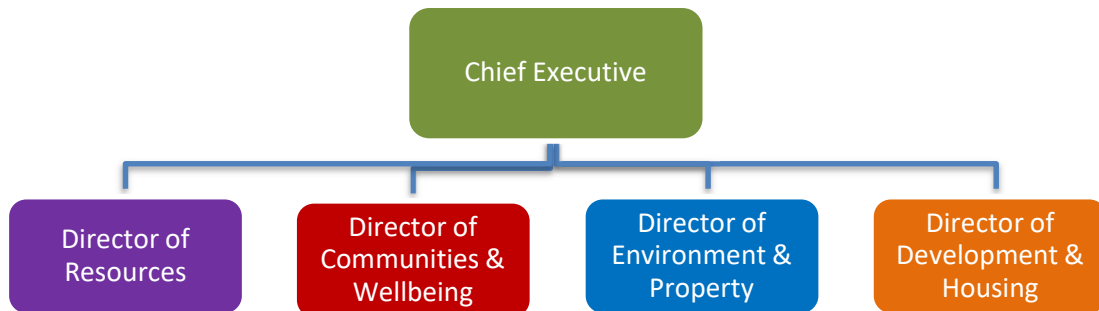 Chief Executive
Director of
Resources
Director of
Communities &
Wellbeing
Director of
Environment &
Property
Director of
Development &
Housing